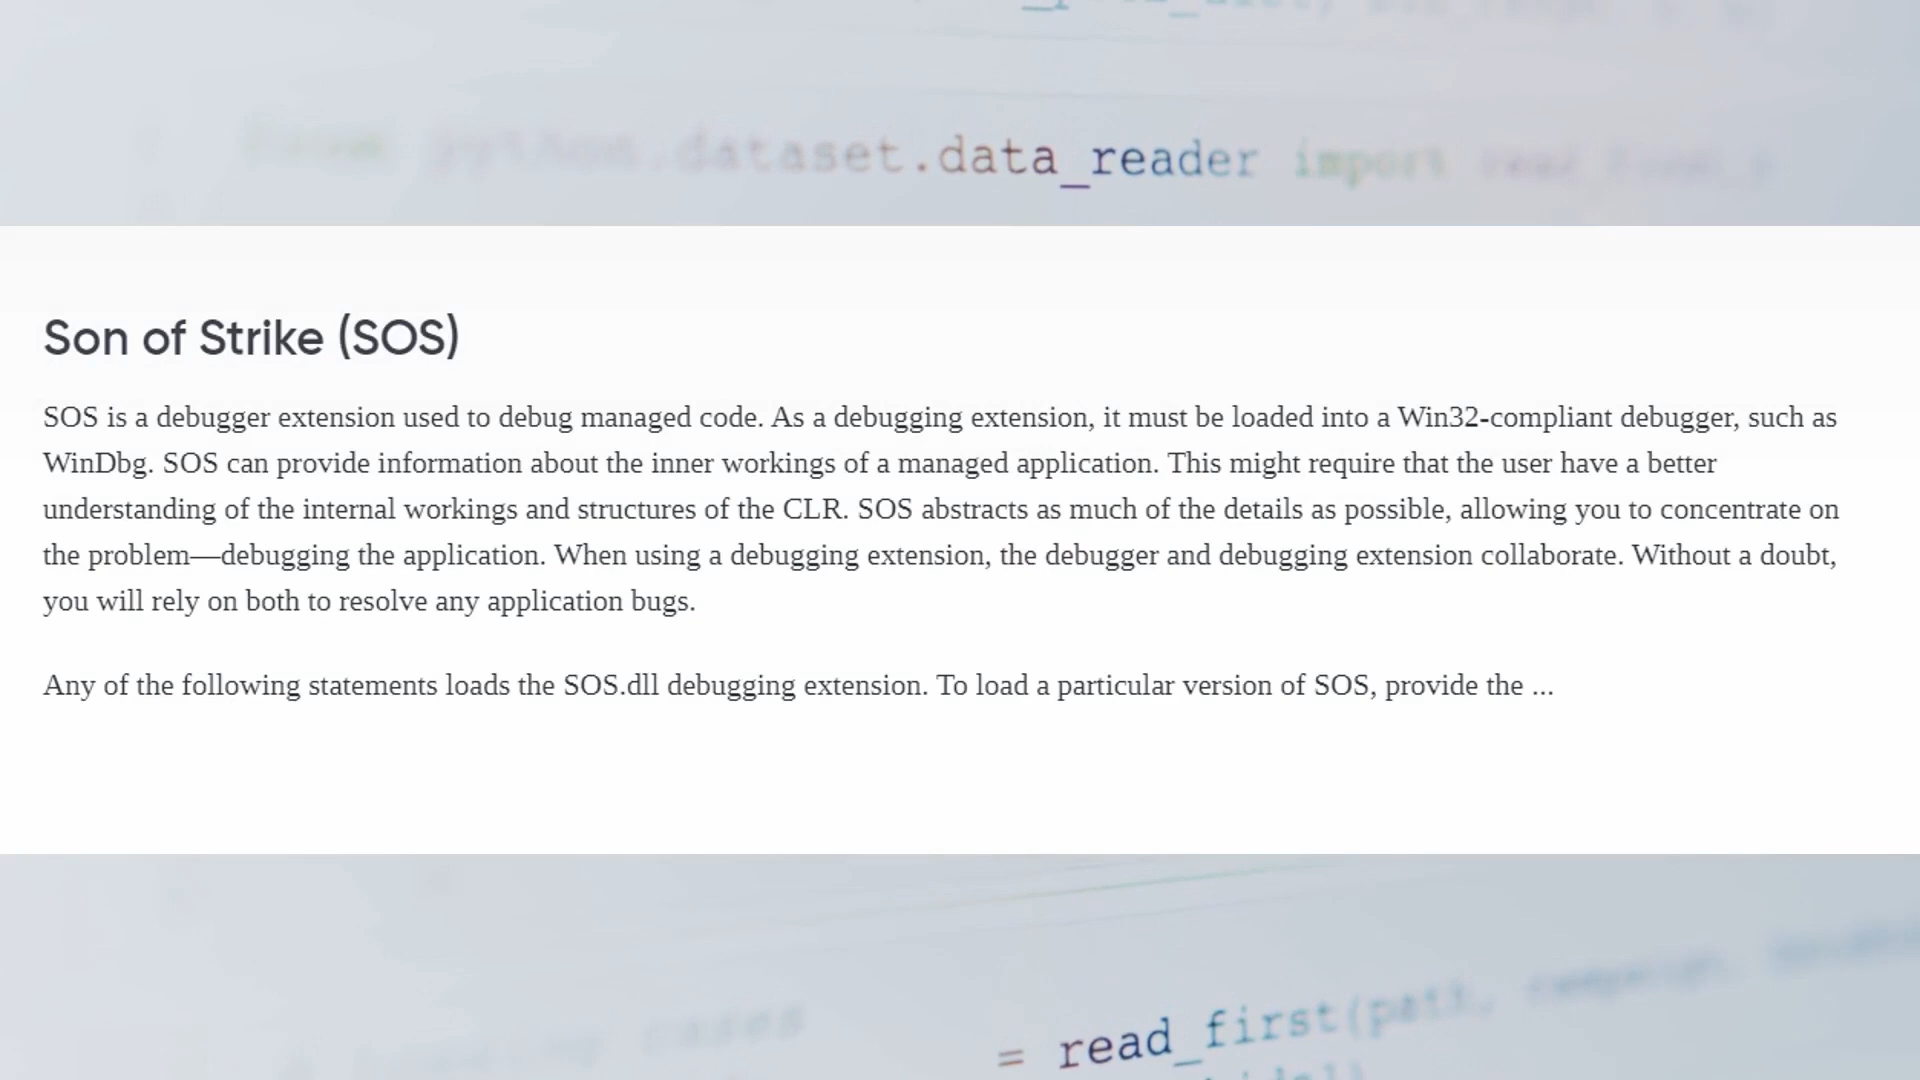 .dataset.data_reader import
Son of Strike (SOS)
SOS is a debugger extension used to debug managed code. As a debugging extension, it must be loaded into a Win32-compliant debugger, such as
WinDbg. SOS can provide information about the inner workings of a managed application. This might require that the user have a better
understanding of the internal workings and structures of the CLR. SOS abstracts as much of the details as possible, allowing you to concentrate on
the problem—debugging the application. When using a debugging extension, the debugger and debugging extension collaborate. Without a doubt,
you will rely on both to resolve any application bugs.
Any of the following statements loads the SOS.dll debugging extension. To load a particular version of SOS, provide the ...
= read_first(path,